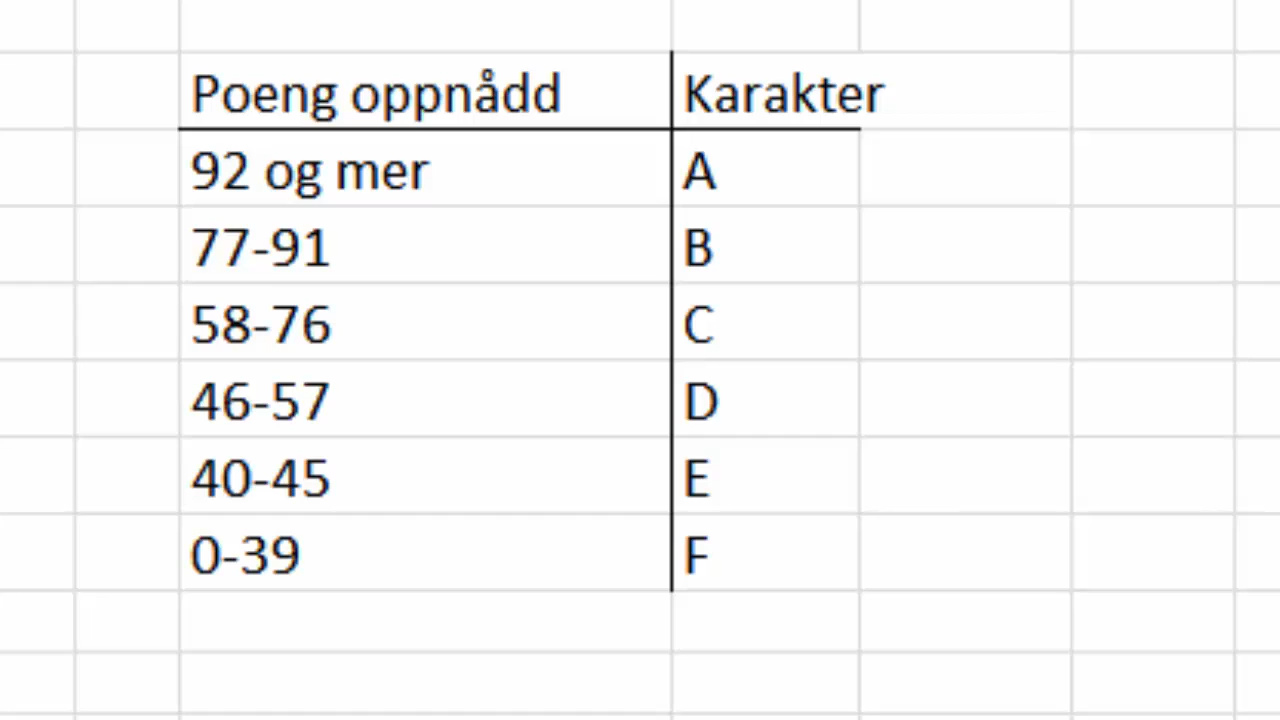 Poeng oppnådd Karakter
92 og mer A
77-91 B
58-76 C
46-57 D
40-45 E
0-39 F